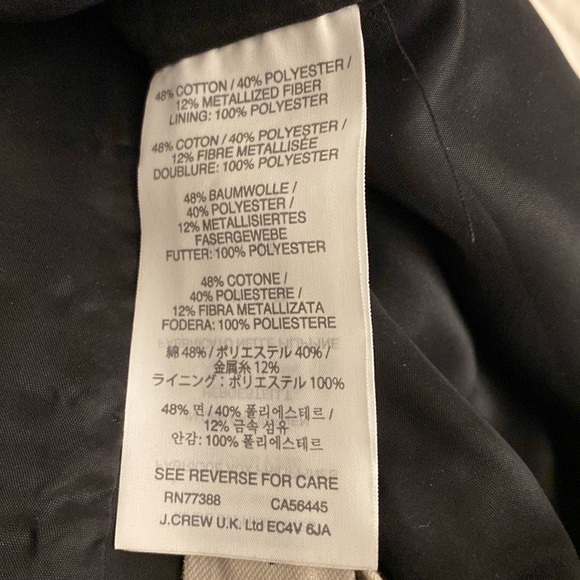 48% COTTON / 40% POLYESTER /
12% METALLIZED FIBER
LINING: 100% POLYESTER
48% COTON / 40% POLYESTER /
12% FIBRE METALLISÉE
DOUBLURE: 100% POLYESTER
48% BAUMWOLLE /
40% POLYESTER /
12% METALLISIERTES
FASERGEWEBE
FUTTER: 100% POLYESTER
48% COTONE /
40% POLIESTERE /
12% FIBRA METALLIZZATA
FODERA: 100% POLIESTERE
綿 48% / ポリエステル 40% /
金属糸 12%
ライニング : ポリエステル 100%
48% 면 / 40% 폴리에스테르 /
12% 금속 섬유
안감: 100% 폴리에스테르
SEE REVERSE FOR CARE
RN77388 CA56445
J.CREW U.K. Ltd EC4V 6JA